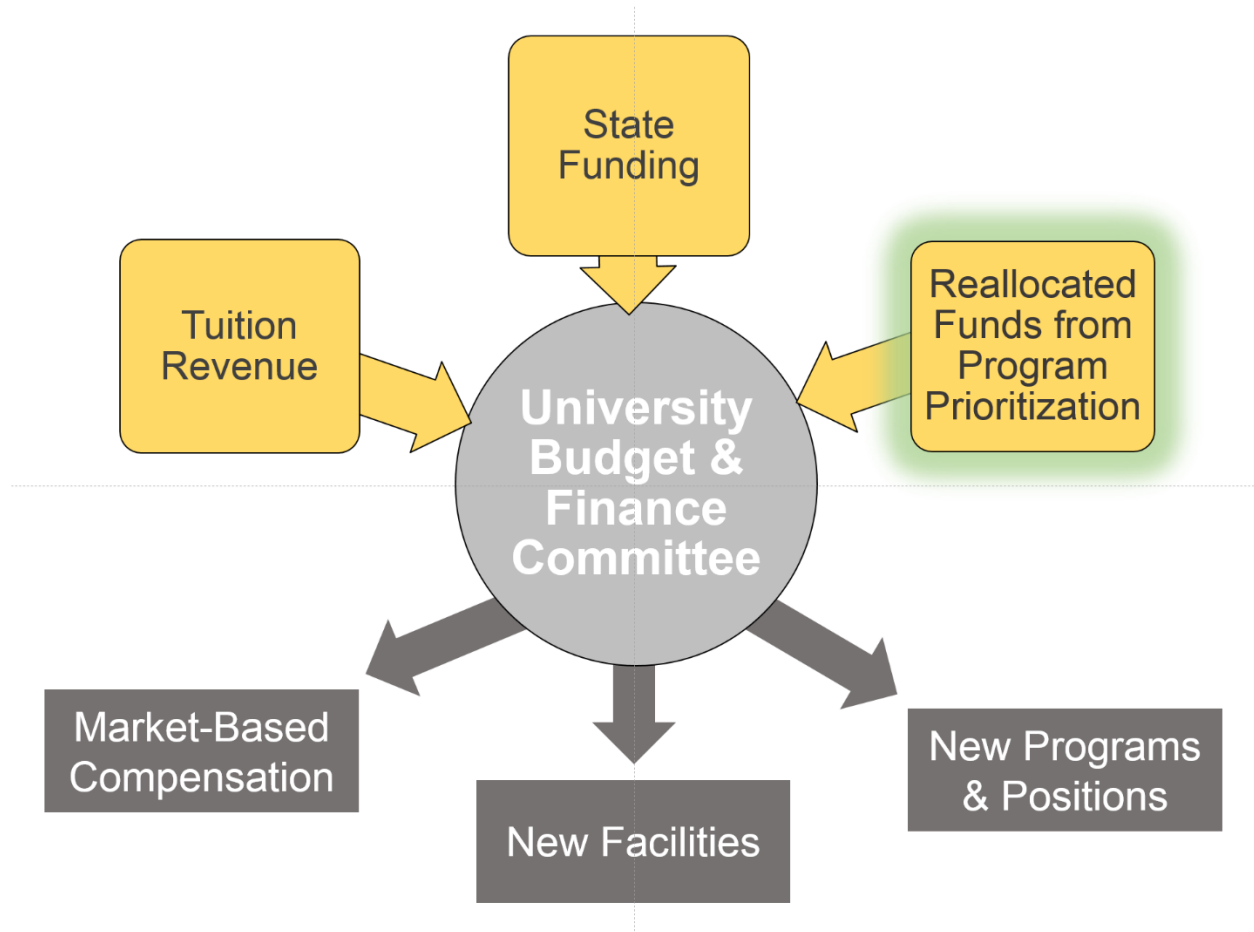 State
Funding
Tuition
Revenue
Reallocated
Funds from
Program
Prioritization
University
Budget &
Finance
Committee
Market-Based
Compensation
New Facilities
New Programs
& Positions